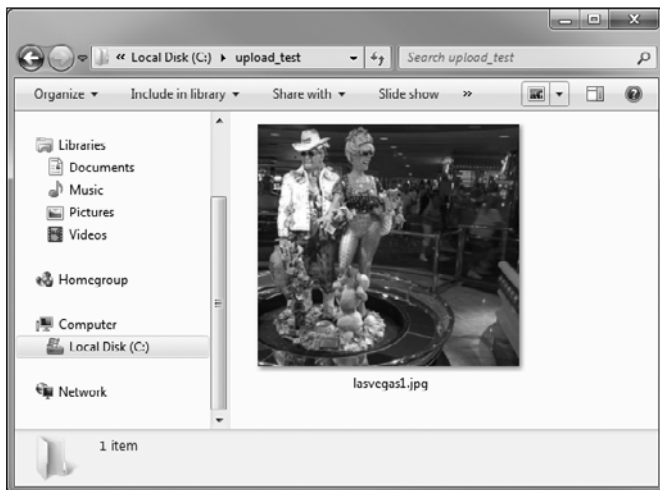 « Local Disk (C:) ▸ upload_test
Search upload_test
Organize ▾ Include in library ▾ Share with ▾ Slide show »
Libraries
Documents
Music
Pictures
Videos
Homegroup
Computer
Local Disk (C:)
Network
lasvegas1.jpg
1 item